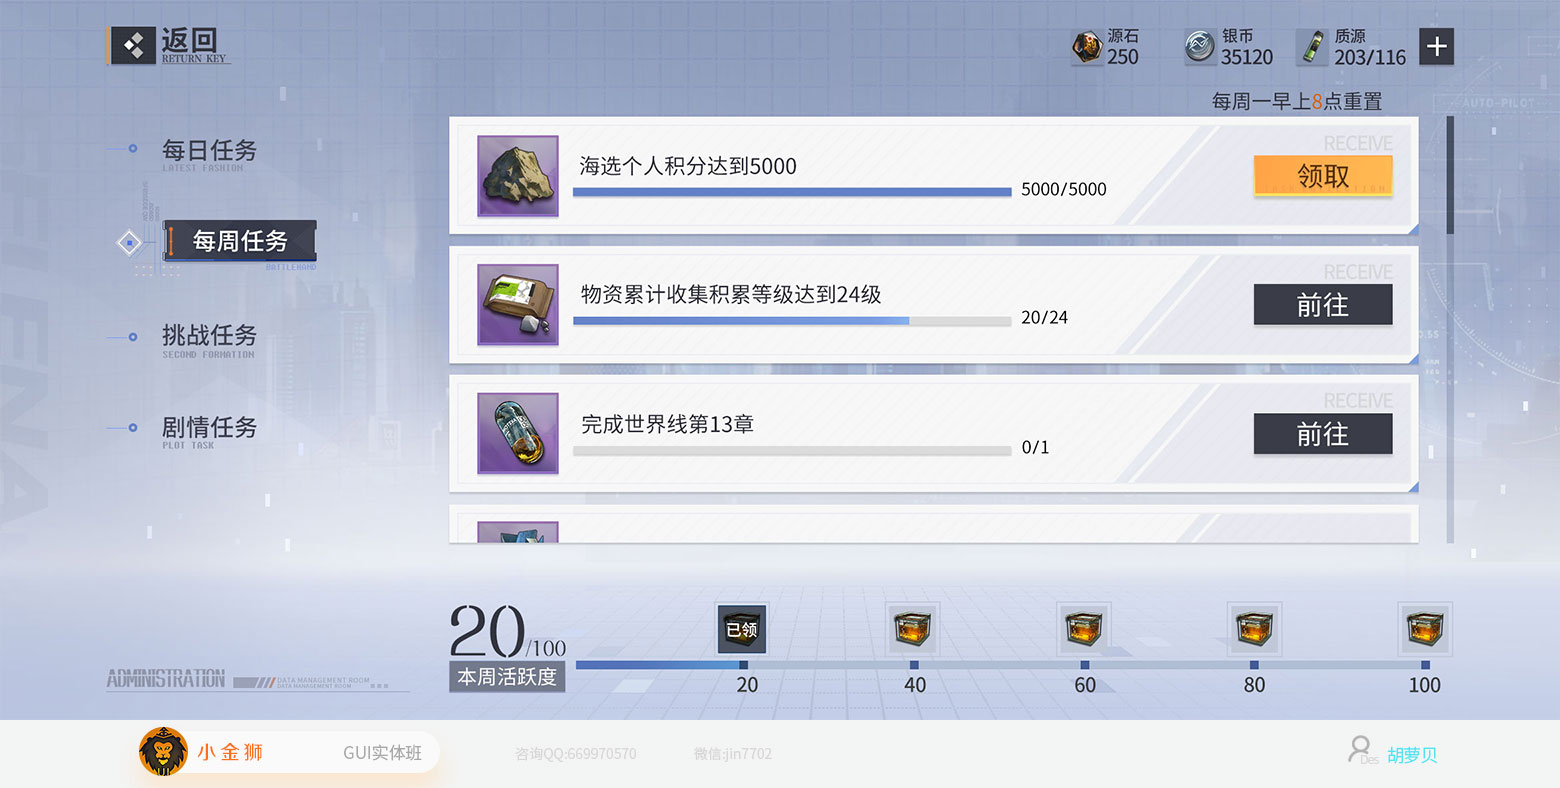 返回
RETURN KEY
源石
250
银币
35120
质源
203/116
每周一早上8点重置
AUTO-PILOT
每日任务
LATEST FASHION
每周任务
BATTLEHAND
挑战任务
SECOND FORMATION
剧情任务
PLOT TASK
RECEIVE
海选个人积分达到5000
5000/5000
领取
RECEIVE
物资累计收集积累等级达到24级
20/24
前往
RECEIVE
完成世界线第13章
0/1
前往
20/100
本周活跃度
已领
20
40
60
80
100
ADMINISTRATION
DATA MANAGEMENT ROOM
DATA MANAGEMENT ROOM
小金狮
GUI实体班
咨询QQ:669970570
微信:jin7702
Des
胡萝贝